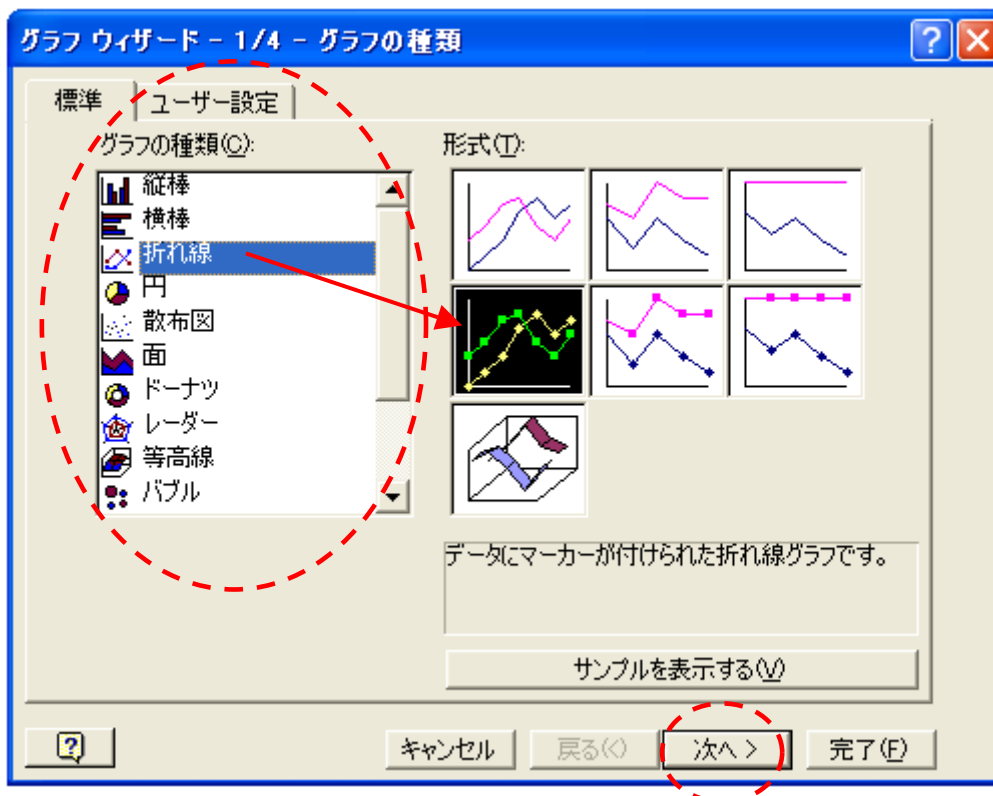 グラフ ウィザード - 1/4 - グラフの種類
標準 ユーザー設定
グラフの種類(C): 形式(T):
縦棒
横棒
折れ線
円
散布図
面
ドーナツ
レーダー
等高線
バブル
データにマーカーが付けられた折れ線グラフです。
サンプルを表示する(V)
キャンセル 戻る(<) 次へ > 完了(F)